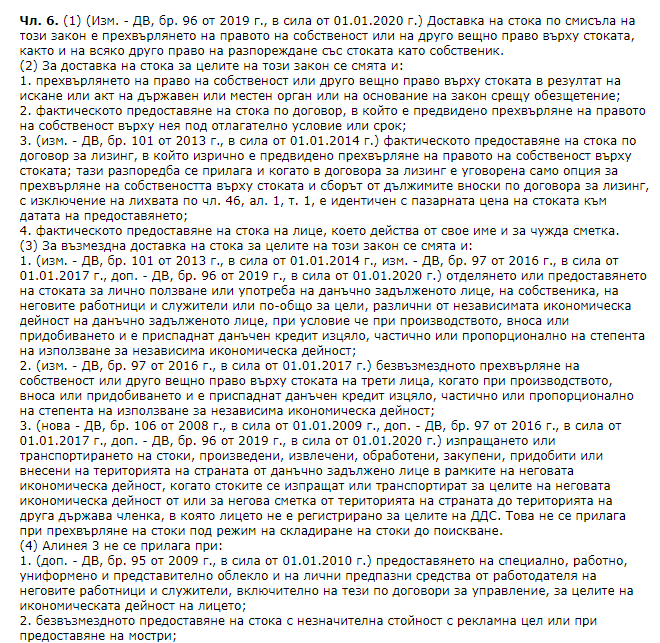 Чл. 6. (1) (Изм. - ДВ, бр. 96 от 2019 г., в сила от 01.01.2020 г.) Доставка на стока по смисъла на
този закон е прехвърлянето на правото на собственост или на друго вещно право върху стоката,
както и на всяко друго право на разпореждане със стоката като собственик.
(2) За доставка на стока за целите на този закон се смята и:
1. прехвърлянето на право на собственост или друго вещно право върху стоката в резултат на
искане или акт на държавен или местен орган или на основание на закон срещу обезщетение;
2. фактическото предоставяне на стока по договор, в който е предвидено прехвърляне на правото
на собственост върху нея под отлагателно условие или срок;
3. (изм. - ДВ, бр. 101 от 2013 г., в сила от 01.01.2014 г.) фактическото предоставяне на стока по
договор за лизинг, в който изрично е предвидено прехвърляне на правото на собственост върху
стоката; тази разпоредба се прилага и когато в договора за лизинг е уговорена само опция за
прехвърляне на собствеността върху стоката и сборът от дължимите вноски по договора за лизинг,
с изключение на лихвата по чл. 46, ал. 1, т. 1, е идентичен с пазарната цена на стоката към
датата на предоставянето;
4. фактическото предоставяне на стока на лице, което действа от свое име и за чужда сметка.
(3) За възмездна доставка на стока за целите на този закон се смята и:
1. (изм. - ДВ, бр. 101 от 2013 г., в сила от 01.01.2014 г., изм. - ДВ, бр. 97 от 2016 г., в сила от
01.01.2017 г., доп. - ДВ, бр. 96 от 2019 г., в сила от 01.01.2020 г.) отделянето или предоставянето
на стоката за лично ползване или употреба на данъчно задълженото лице, на собственика, на
неговите работници и служители или по-общо за цели, различни от независимата икономическа
дейност на данъчно задълженото лице, при условие че при производството, вноса или
придобиването и е приспаднат данъчен кредит изцяло, частично или пропорционално на степента
на използване за независима икономическа дейност;
2. (изм. - ДВ, бр. 97 от 2016 г., в сила от 01.01.2017 г.) безвъзмездното прехвърляне на
собственост или друго вещно право върху стоката на трети лица, когато при производството,
вноса или придобиването и е приспаднат данъчен кредит изцяло, частично или пропорционално
на степента на използване за независима икономическа дейност;
3. (нова - ДВ, бр. 106 от 2008 г., в сила от 01.01.2009 г., доп. - ДВ, бр. 97 от 2016 г., в сила от
01.01.2017 г., доп. - ДВ, бр. 96 от 2019 г., в сила от 01.01.2020 г.) изпращането или
транспортирането на стоки, произведени, извлечени, обработени, закупени, придобити или
внесени на територията на страната от данъчно задължено лице в рамките на неговата
икономическа дейност, когато стоките се изпращат или транспортират за целите на неговата
икономическа дейност от или за негова сметка от територията на страната до територията на
друга държава членка, в която лицето не е регистрирано за целите на ДДС. Това не се прилага
при прехвърляне на стоки под режим на складиране на стоки до поискване.
(4) Алинея 3 не се прилага при:
1. (доп. - ДВ, бр. 95 от 2009 г., в сила от 01.01.2010 г.) предоставянето на специално, работно,
униформено и представително облекло и на лични предпазни средства от работодателя на
неговите работници и служители, включително на тези по договори за управление, за целите на
икономическата дейност на лицето;
2. безвъзмездното предоставяне на стока с незначителна стойност с рекламна цел или при
предоставяне на мостри;